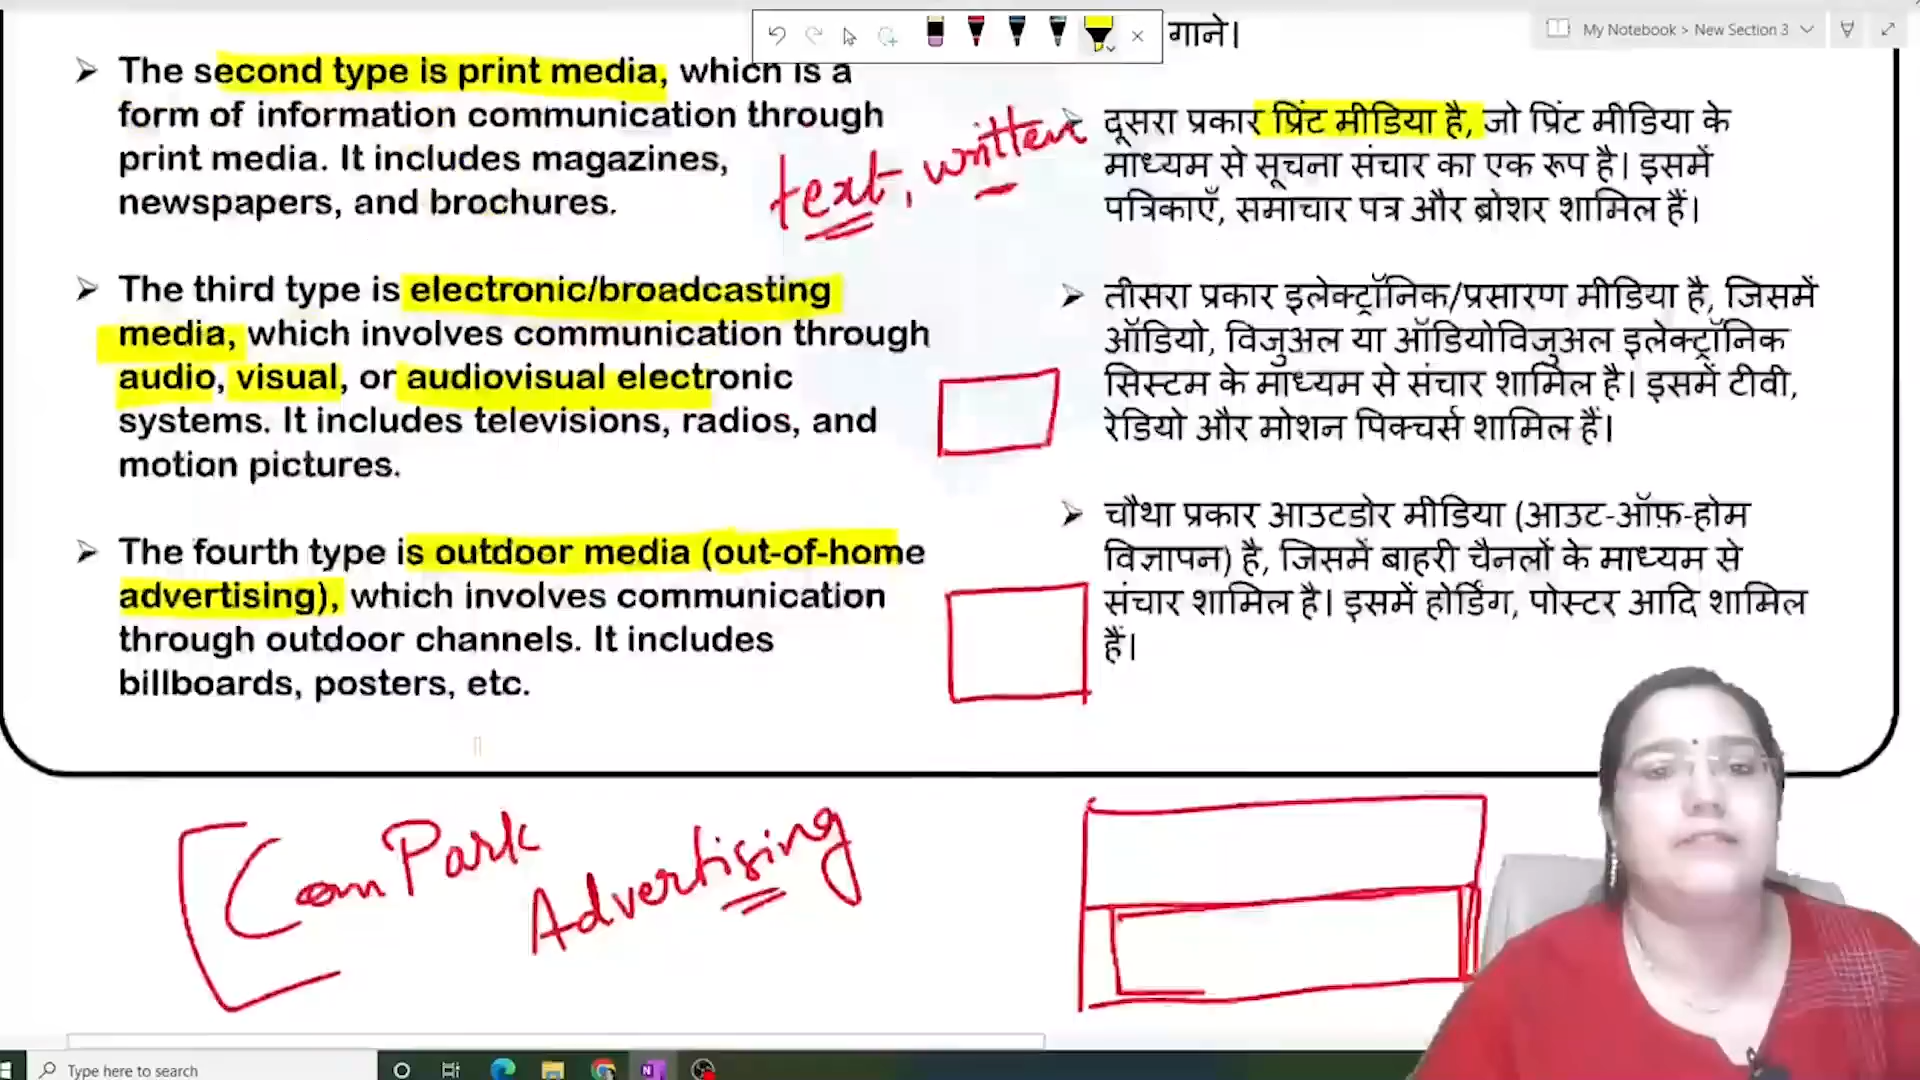 My Notebook > New Section 3
गाने।
The second type is print media, which is a
form of information communication through
print media. It includes magazines,
newspapers, and brochures.
text, written
दूसरा प्रकार प्रिंट मीडिया है, जो प्रिंट मीडिया के
माध्यम से सूचना संचार का एक रूप है। इसमें
पत्रिकाएँ, समाचार पत्र और ब्रोशर शामिल हैं।
The third type is electronic/broadcasting
media, which involves communication through
audio, visual, or audiovisual electronic
systems. It includes televisions, radios, and
motion pictures.
तीसरा प्रकार इलेक्ट्रॉनिक/प्रसारण मीडिया है, जिसमें
ऑडियो, विजुअल या ऑडियोविजुअल इलेक्ट्रॉनिक
सिस्टम के माध्यम से संचार शामिल है। इसमें टीवी,
रेडियो और मोशन पिक्चर्स शामिल हैं।
The fourth type is outdoor media (out-of-home
advertising), which involves communication
through outdoor channels. It includes
billboards, posters, etc.
चौथा प्रकार आउटडोर मीडिया (आउट-ऑफ़-होम
विज्ञापन) है, जिसमें बाहरी चैनलों के माध्यम से
संचार शामिल है। इसमें होर्डिंग, पोस्टर आदि शामिल
हैं।
Park
Advertising
Type here to search